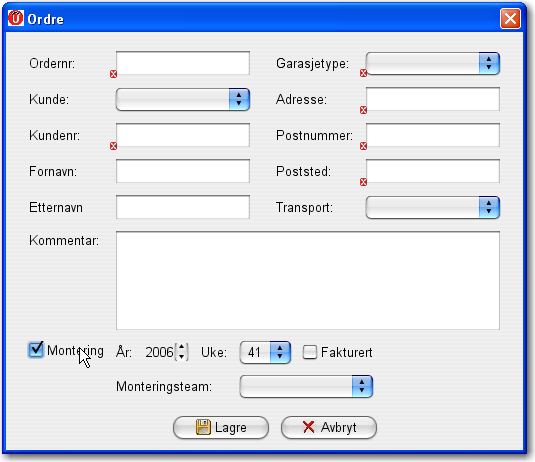 Ordre
Ordernr: Garasjetype:
Kunde: Adresse:
Kundenr: Postnummer:
Fornavn: Poststed:
Etternavn Transport:
Kommentar:
Montering År: 2006 Uke: 41 Fakturert
Monteringsteam:
Lagre Avbryt